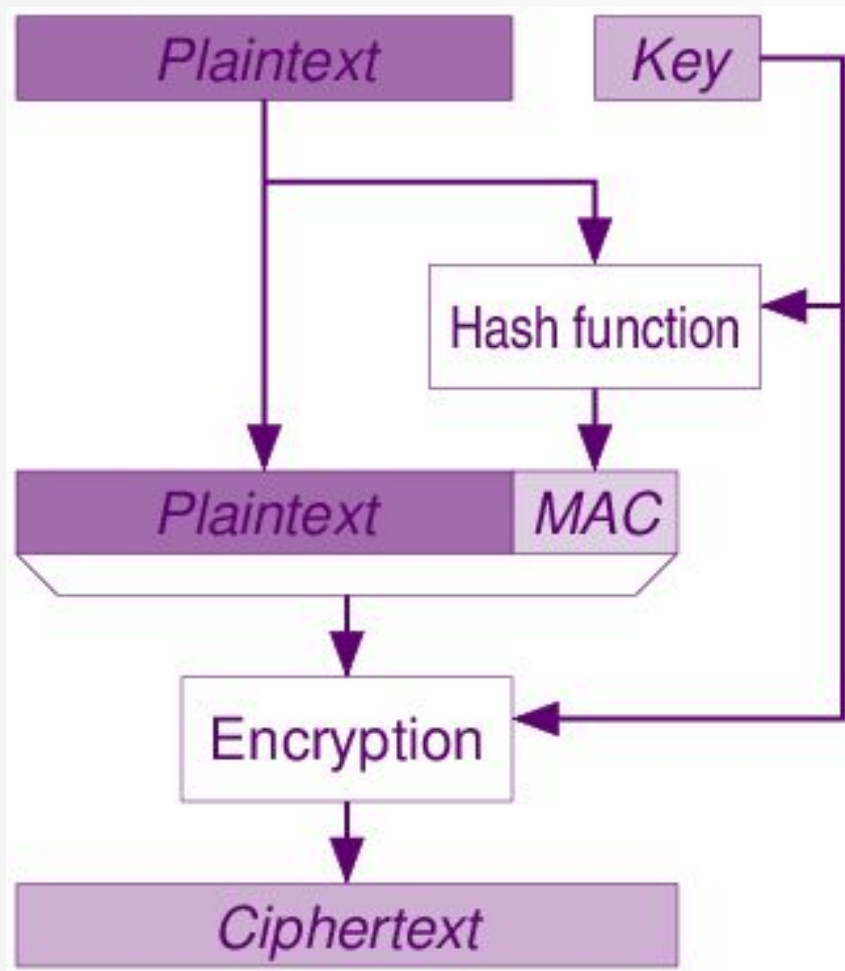 Plaintext
Key
Hash function
Plaintext
MAC
Encryption
Ciphertext